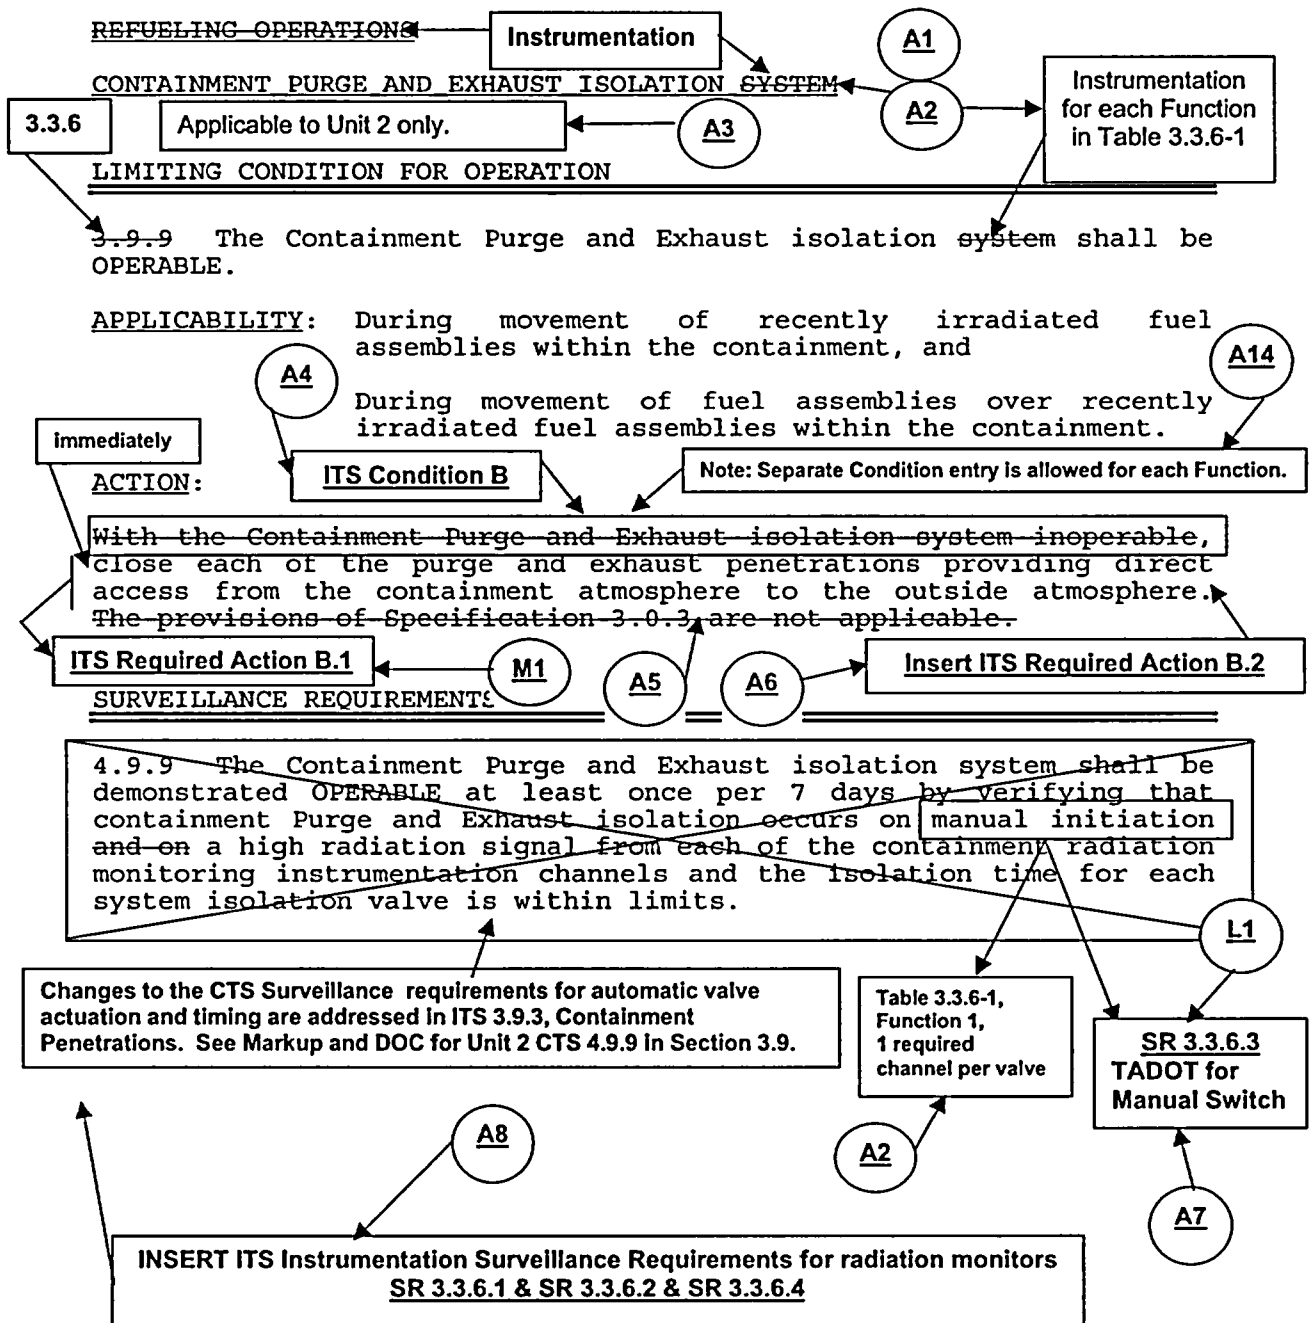 REFUELING OPERATIONS
Instrumentation
A1
CONTAINMENT PURGE AND EXHAUST ISOLATION SYSTEM
A2
Instrumentation
for each Function
in Table 3.3.6-1
3.3.6
Applicable to Unit 2 only.
A3
LIMITING CONDITION FOR OPERATION
3.9.9 The Containment Purge and Exhaust isolation system shall be
OPERABLE.
APPLICABILITY: During movement of recently irradiated fuel
assemblies within the containment, and
A4
A14
During movement of fuel assemblies over recently
irradiated fuel assemblies within the containment.
immediately
ITS Condition B
Note: Separate Condition entry is allowed for each Function.
ACTION:
With the Containment Purge and Exhaust isolation system inoperable,
close each of the purge and exhaust penetrations providing direct
access from the containment atmosphere to the outside atmosphere.
The provisions of Specification 3.0.3 are not applicable.
ITS Required Action B.1
M1
A5
A6
Insert ITS Required Action B.2
SURVEILLANCE REQUIREMENTS
4.9.9 The Containment Purge and Exhaust isolation system shall be
demonstrated OPERABLE at least once per 7 days by verifying that
containment Purge and Exhaust isolation occurs on manual initiation
and on a high radiation signal from each of the containment radiation
monitoring instrumentation channels and the isolation time for each
system isolation valve is within limits.
L1
Changes to the CTS Surveillance requirements for automatic valve
actuation and timing are addressed in ITS 3.9.3, Containment
Penetrations. See Markup and DOC for Unit 2 CTS 4.9.9 in Section 3.9.
Table 3.3.6-1,
Function 1,
1 required
channel per valve
SR 3.3.6.3
TADOT for
Manual Switch
A8
A2
A7
INSERT ITS Instrumentation Surveillance Requirements for radiation monitors
SR 3.3.6.1 & SR 3.3.6.2 & SR 3.3.6.4